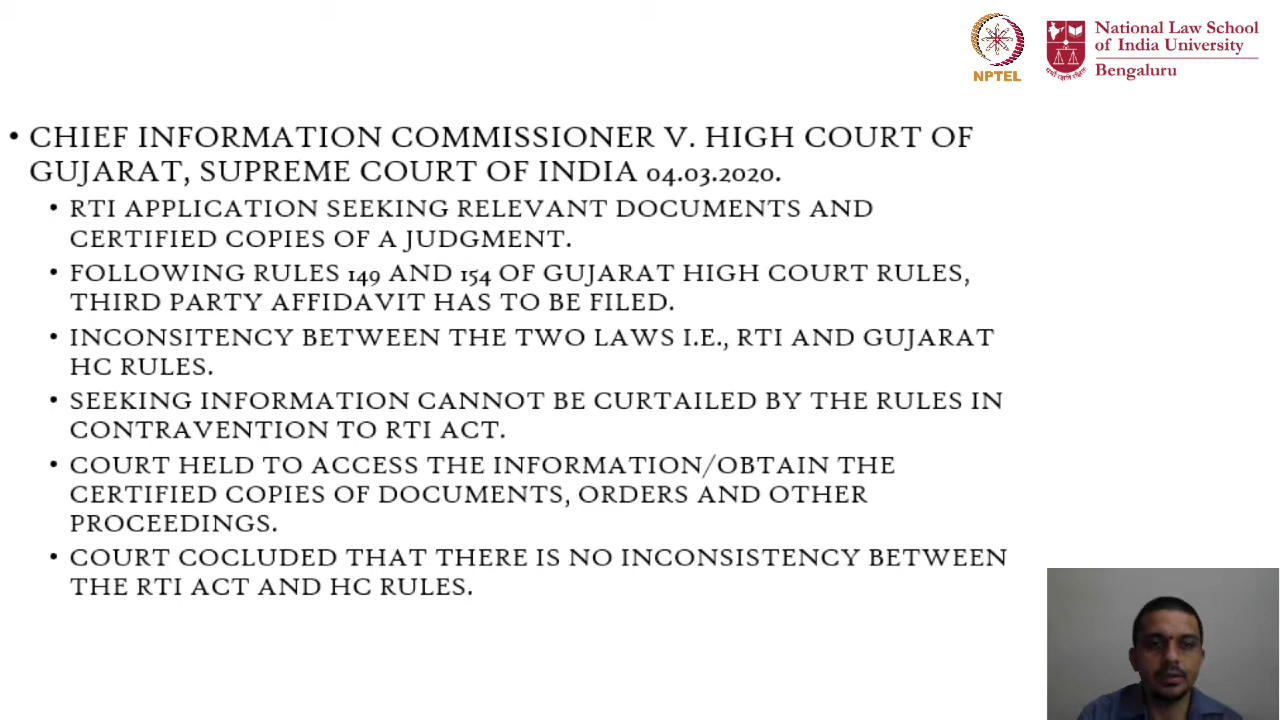 NPTEL
National Law School
of India University
Bengaluru
• CHIEF INFORMATION COMMISSIONER V. HIGH COURT OF
GUJARAT, SUPREME COURT OF INDIA 04.03.2020.
• RTI APPLICATION SEEKING RELEVANT DOCUMENTS AND
CERTIFIED COPIES OF A JUDGMENT.
• FOLLOWING RULES 149 AND 154 OF GUJARAT HIGH COURT RULES,
THIRD PARTY AFFIDAVIT HAS TO BE FILED.
• INCONSITENCY BETWEEN THE TWO LAWS I.E., RTI AND GUJARAT
HC RULES.
• SEEKING INFORMATION CANNOT BE CURTAILED BY THE RULES IN
CONTRAVENTION TO RTI ACT.
• COURT HELD TO ACCESS THE INFORMATION/OBTAIN THE
CERTIFIED COPIES OF DOCUMENTS, ORDERS AND OTHER
PROCEEDINGS.
• COURT COCLUDED THAT THERE IS NO INCONSISTENCY BETWEEN
THE RTI ACT AND HC RULES.